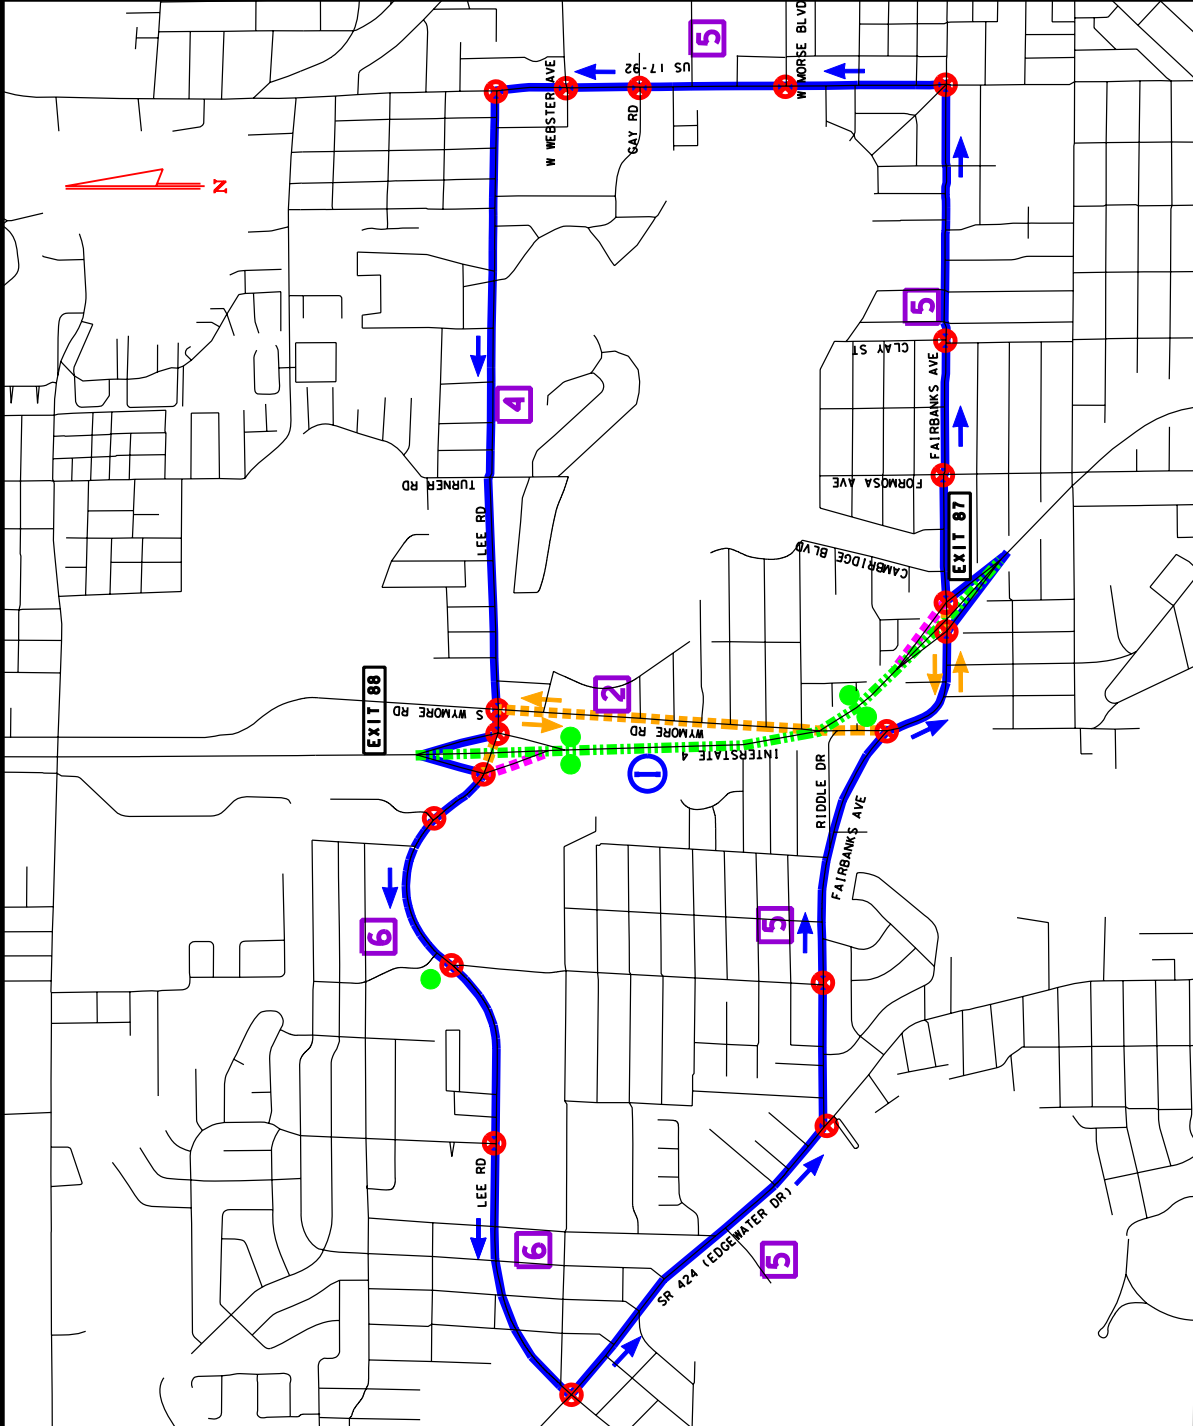 5
W MORSE BLVD
US 17-92
W WEBSTER AVE
GAY RD
N
5
CLAY ST
FAIRBANKS AVE
4
TURNER RD
FORMOSA AVE
LEE RD
EXIT 87
CAMBRIDGE BLVD
EXIT 88
S WYMORE RD
2
WYMORE RD
INTERSTATE 4
1
RIDDLE DR
FAIRBANKS AVE
6
5
LEE RD
6
SR 424 (EDGEWATER DR)
5